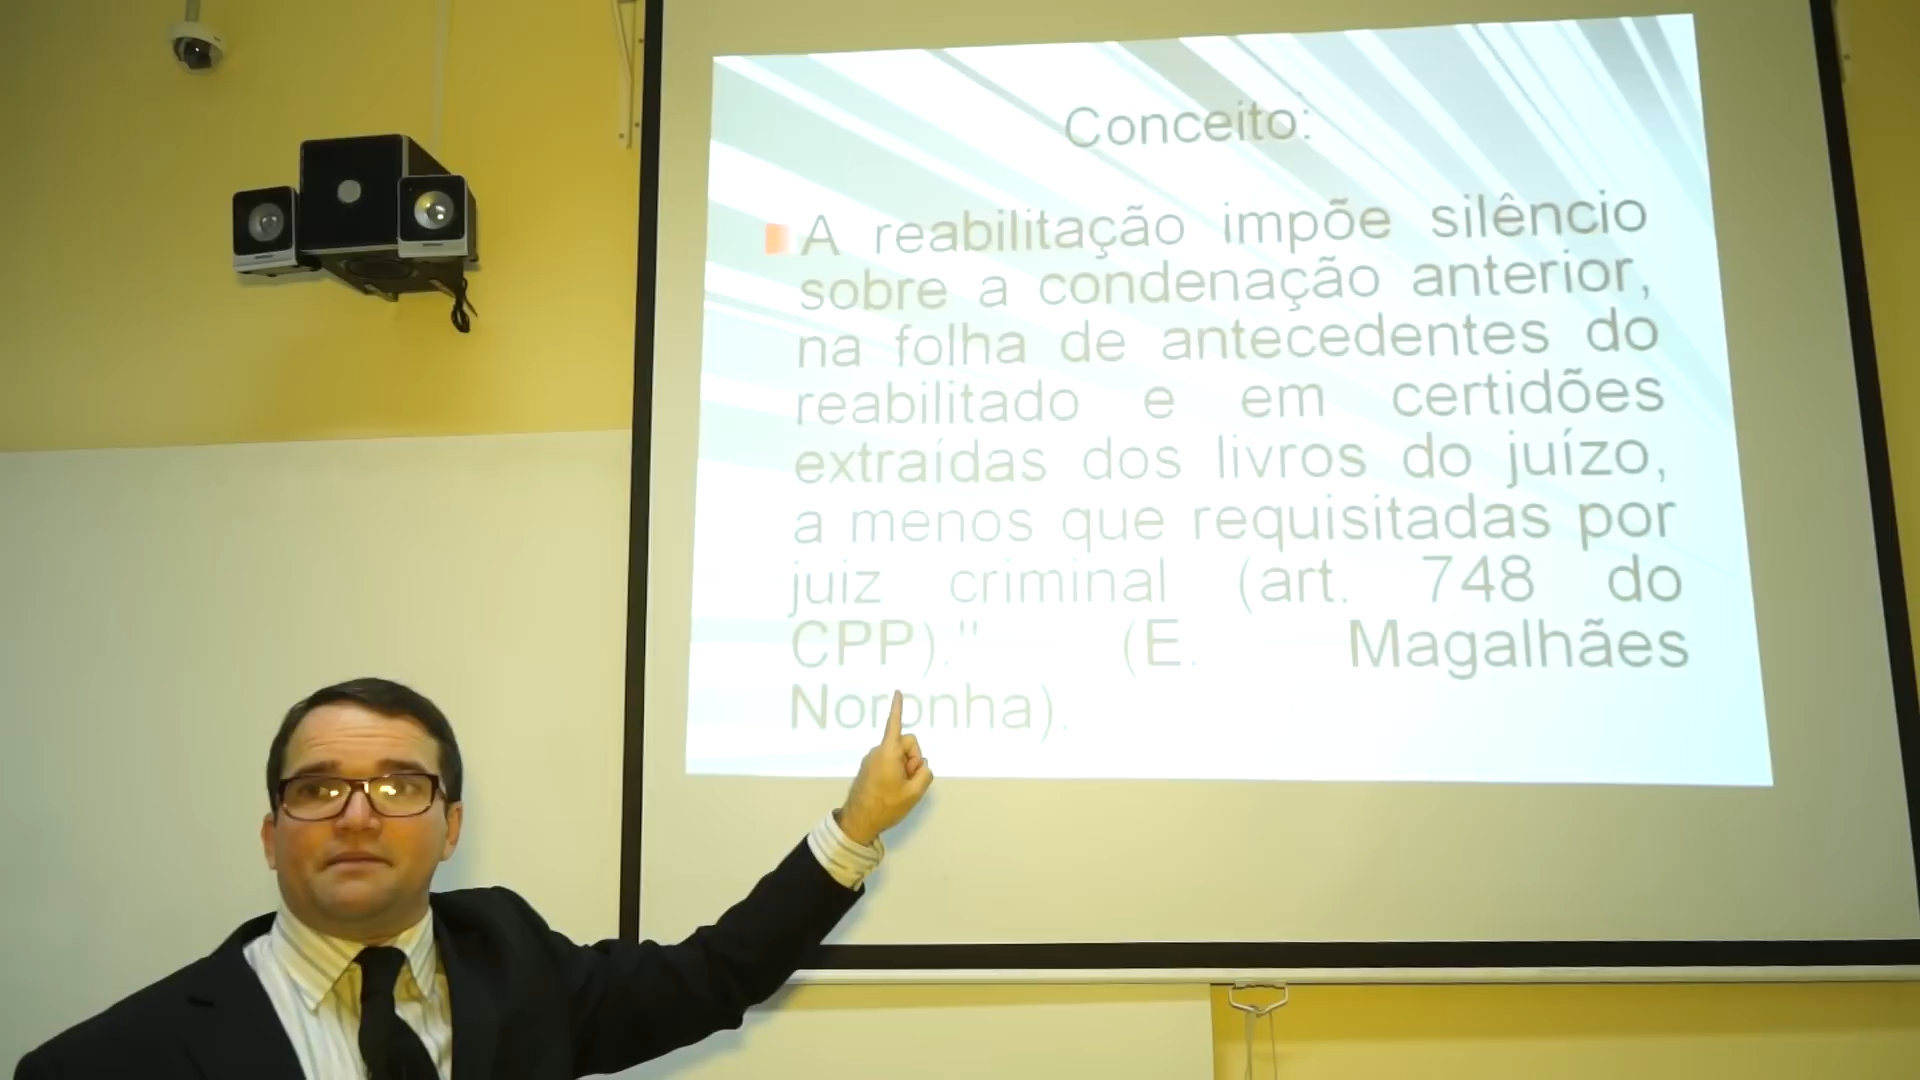 Conceito:
A reabilitação impõe silêncio
sobre a condenação anterior,
na folha de antecedentes do
reabilitado e em certidões
extraídas dos livros do juízo,
a menos que requisitadas por
juiz criminal (art. 748 do
CPP)." (E. Magalhães
Noronha).